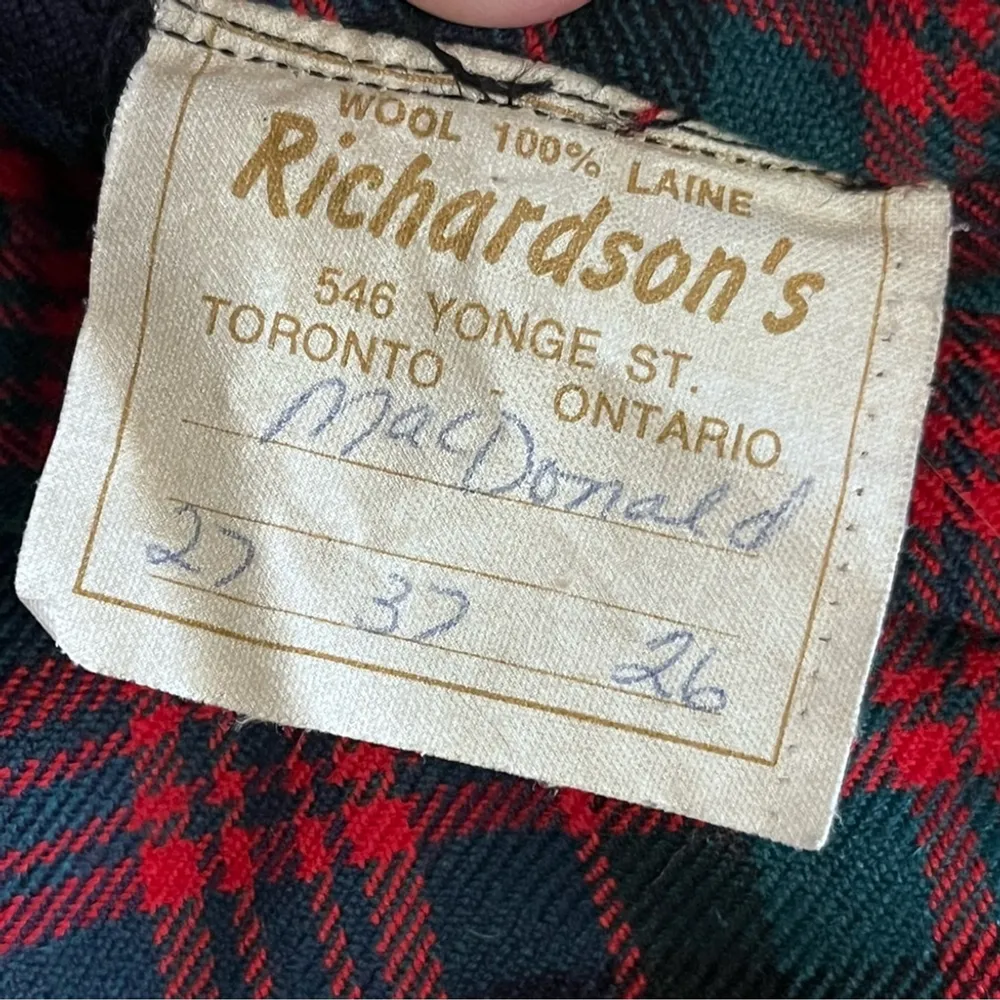 WOOL 100% LAINE
Richardson's
546 YONGE ST.
TORONTO - ONTARIO
MacDonald
27 37 26